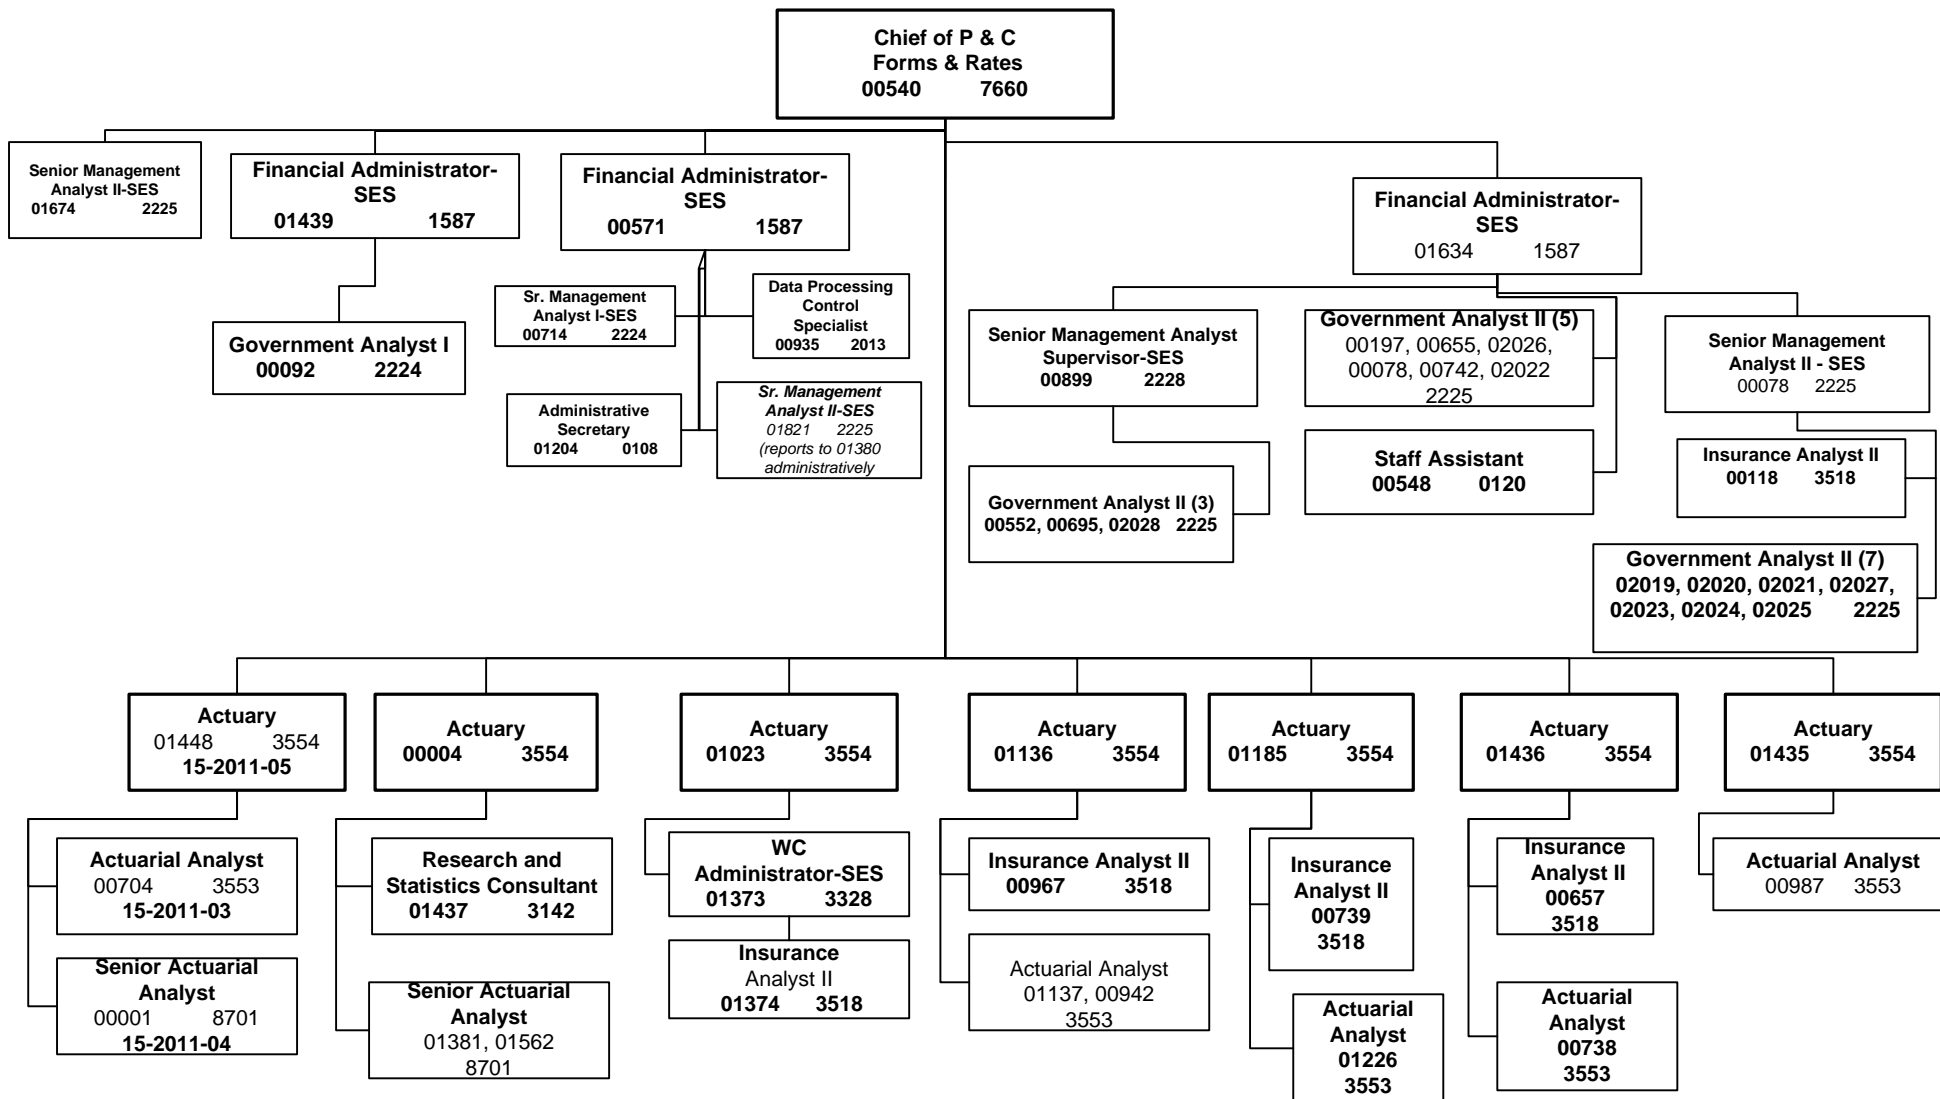 Chief of P & C
Forms & Rates
00540 7660
Senior Management
Analyst II-SES
01674 2225
Financial Administrator-
SES
01439 1587
Government Analyst I
00092 2224
Financial Administrator-
SES
00571 1587
Sr. Management
Analyst I-SES
00714 2224
Data Processing
Control
Specialist
00935 2013
Administrative
Secretary
01204 0108
Sr. Management
Analyst II-SES
01821 2225
(reports to 01380
administratively
Financial Administrator-
SES
01634 1587
Senior Management Analyst
Supervisor-SES
00899 2228
Government Analyst II (3)
00552, 00695, 02028 2225
Government Analyst II (5)
00197, 00655, 02026,
00078, 00742, 02022
2225
Staff Assistant
00548 0120
Senior Management
Analyst II - SES
00078 2225
Insurance Analyst II
00118 3518
Government Analyst II (7)
02019, 02020, 02021, 02027,
02023, 02024, 02025 2225
Actuary
01448 3554
15-2011-05
Actuarial Analyst
00704 3553
15-2011-03
Senior Actuarial
Analyst
00001 8701
15-2011-04
Actuary
00004 3554
Research and
Statistics Consultant
01437 3142
Senior Actuarial
Analyst
01381, 01562
8701
Actuary
01023 3554
WC
Administrator-SES
01373 3328
Insurance
Analyst II
01374 3518
Actuary
01136 3554
Insurance Analyst II
00967 3518
Actuarial Analyst
01137, 00942
3553
Actuary
01185 3554
Insurance
Analyst II
00739
3518
Actuarial
Analyst
01226
3553
Actuary
01436 3554
Insurance
Analyst II
00657
3518
Actuarial
Analyst
00738
3553
Actuary
01435 3554
Actuarial Analyst
00987 3553